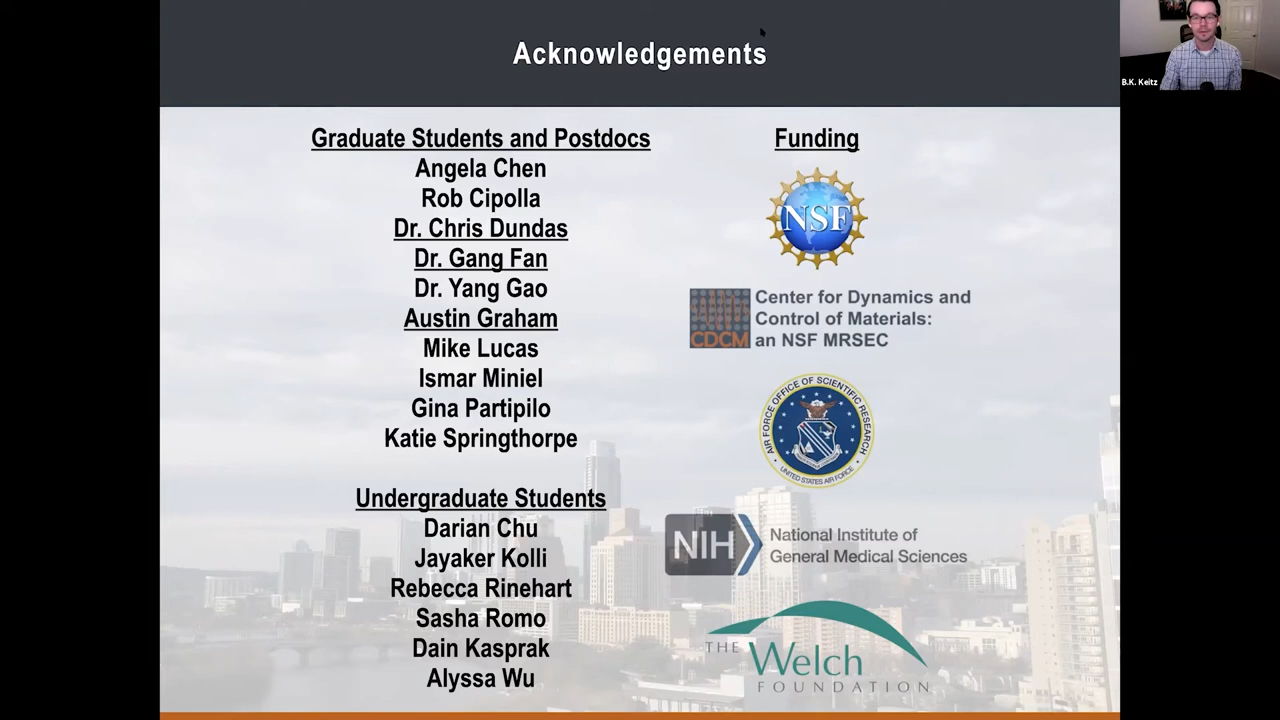 Acknowledgements
B.K. Keitz
Graduate Students and Postdocs
Angela Chen
Rob Cipolla
Dr. Chris Dundas
Dr. Gang Fan
Dr. Yang Gao
Austin Graham
Mike Lucas
Ismar Miniel
Gina Partipilo
Katie Springthorpe
Undergraduate Students
Darian Chu
Jayaker Kolli
Rebecca Rinehart
Sasha Romo
Dain Kasprak
Alyssa Wu
Funding
NSF
CDCM
Center for Dynamics and
Control of Materials:
an NSF MRSEC
AIR FORCE OFFICE OF SCIENTIFIC RESEARCH
UNITED STATES AIR FORCE
NIH
National Institute of
General Medical Sciences
THE Welch
FOUNDATION